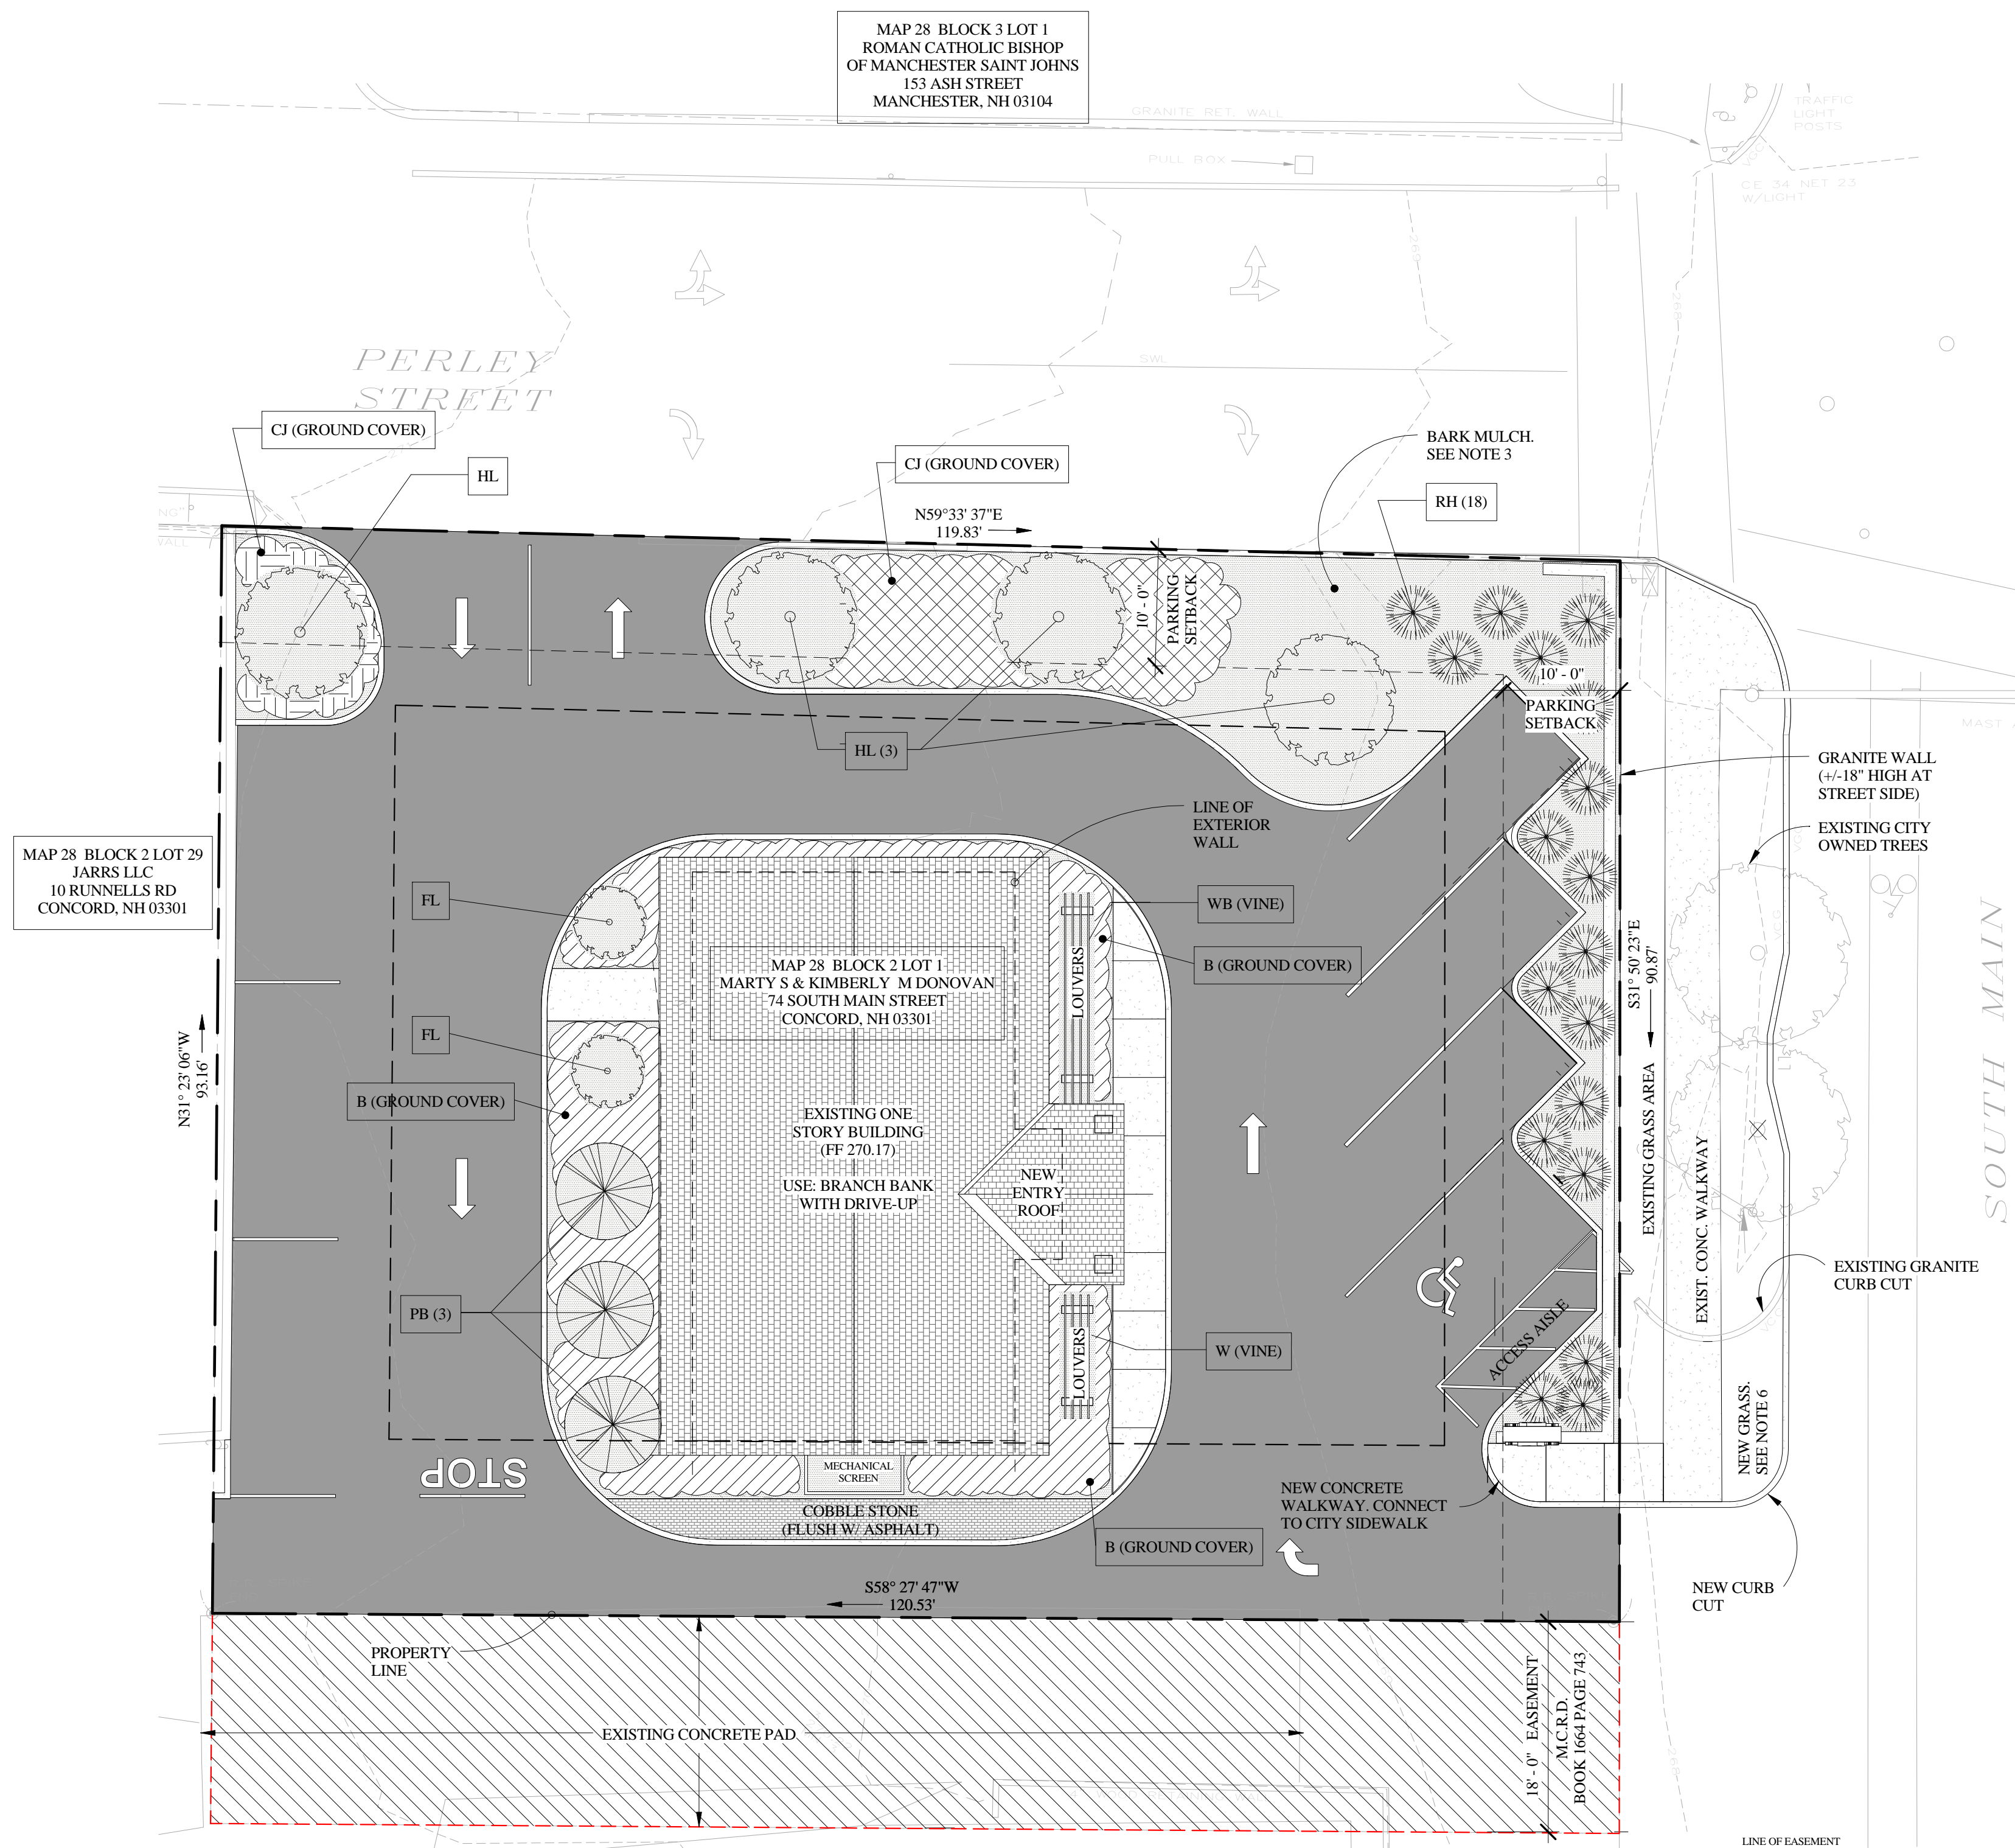 MAP 28 BLOCK 3 LOT 1
ROMAN CATHOLIC BISHOP
OF MANCHESTER SAINT JOHNS
153 ASH STREET
MANCHESTER, NH 03104
GRANITE RET. WALL
TRAFFIC
LIGHT
POSTS
PULL BOX
CE 34 NET 23
W/LIGHT
PERLEY
STREET
SWL
CJ (GROUND COVER)
HL
CJ (GROUND COVER)
BARK MULCH.
SEE NOTE 3
RH (18)
N59°33' 37"E
119.83'
10' - 0"
PARKING
SETBACK
10' - 0"
PARKING
SETBACK
HL (3)
LINE OF
EXTERIOR
WALL
GRANITE WALL
(+/-18" HIGH AT
STREET SIDE)
EXISTING CITY
OWNED TREES
MAP 28 BLOCK 2 LOT 29
JARRS LLC
10 RUNNELLS RD
CONCORD, NH 03301
FL
WB (VINE)
B (GROUND COVER)
LOUVERS
MAP 28 BLOCK 2 LOT 1
MARTY S & KIMBERLY M DONOVAN
74 SOUTH MAIN STREET
CONCORD, NH 03301
S31° 50' 23"E
90.87'
SOUTH MAIN
N31° 23' 06"W
93.16'
FL
B (GROUND COVER)
EXISTING ONE
STORY BUILDING
(FF 270.17)
USE: BRANCH BANK
WITH DRIVE-UP
NEW
ENTRY
ROOF
EXISTING GRASS AREA
EXIST. CONC. WALKWAY
EXISTING GRANITE
CURB CUT
PB (3)
LOUVERS
W (VINE)
ACCESS AISLE
NEW GRASS.
SEE NOTE 6
STOP
MECHANICAL
SCREEN
COBBLE STONE
(FLUSH W/ ASPHALT)
NEW CONCRETE
WALKWAY. CONNECT
TO CITY SIDEWALK
B (GROUND COVER)
NEW CURB
CUT
S58° 27' 47"W
120.53'
PROPERTY
LINE
EXISTING CONCRETE PAD
18' - 0" EASEMENT
M.C.R.D.
BOOK 1664 PAGE 743
LINE OF EASEMENT